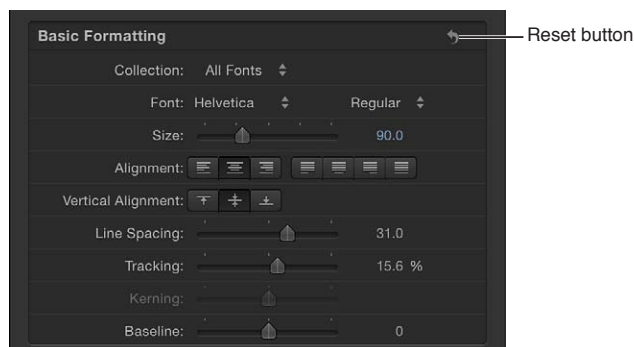 Basic Formatting
Reset button
Collection: All Fonts
Font: Helvetica Regular
Size: 90.0
Alignment:
Vertical Alignment:
Line Spacing: 31.0
Tracking: 15.6 %
Kerning:
Baseline: 0